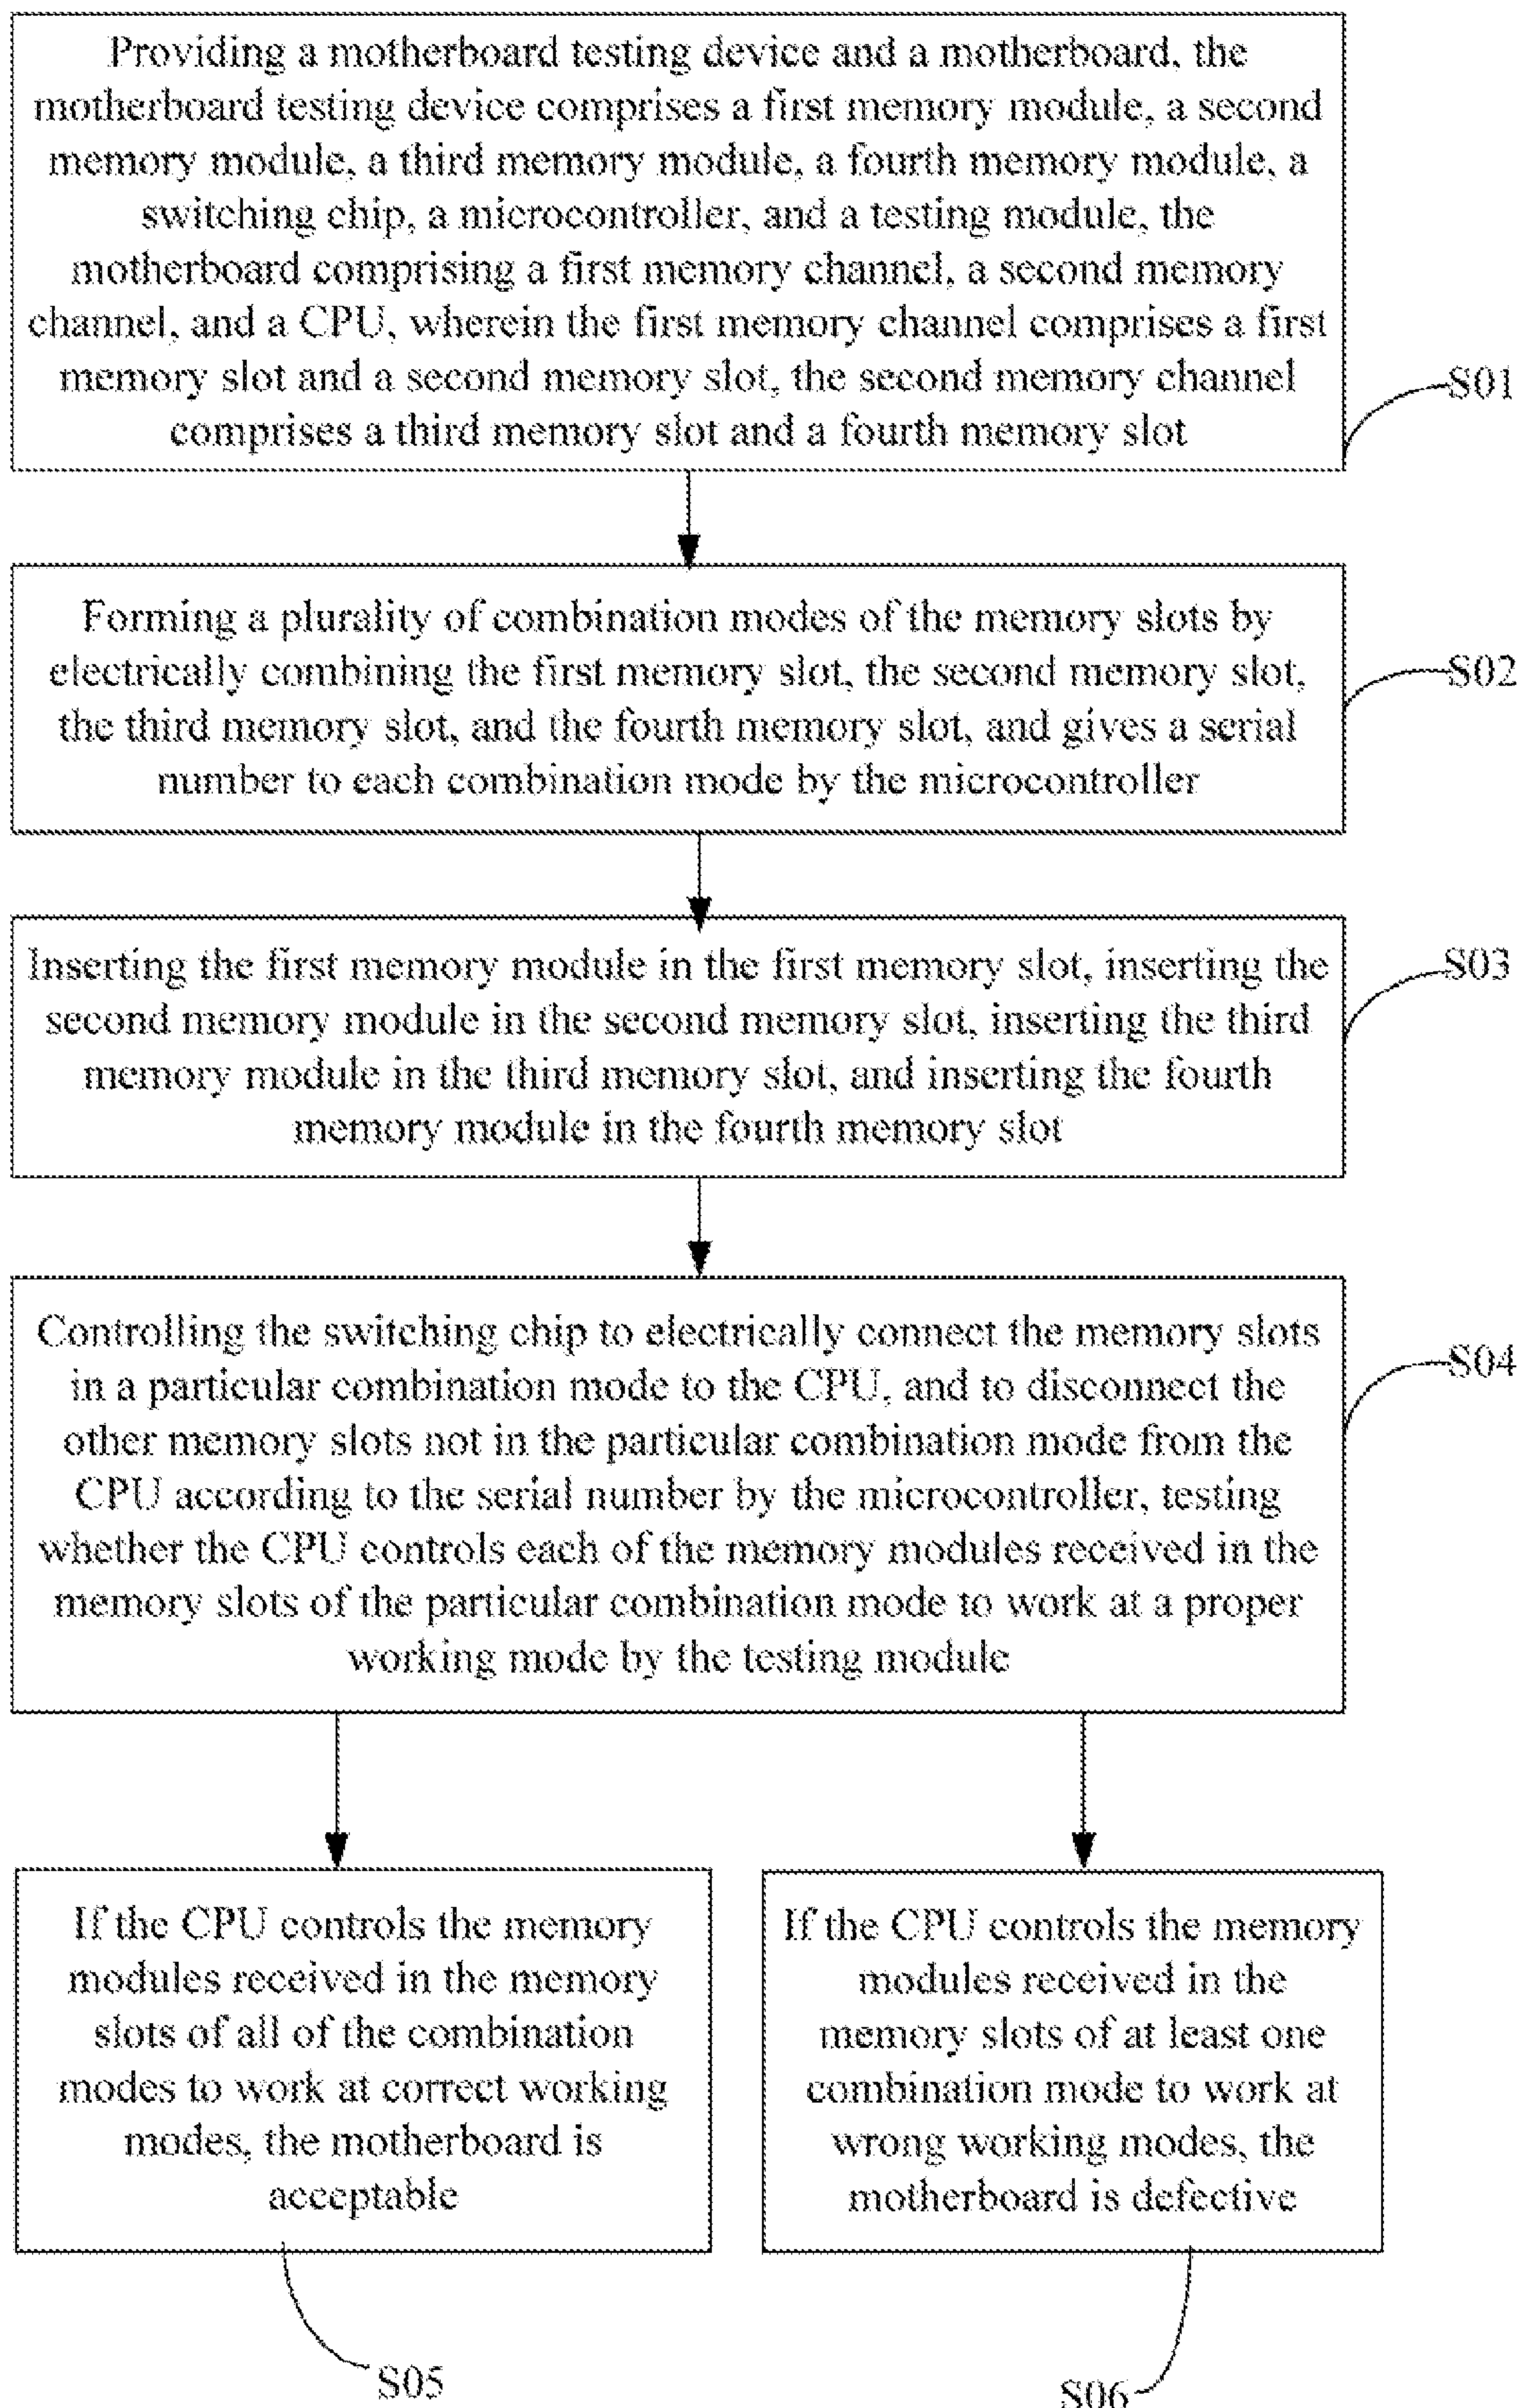 Providing a motherboard testing device and a motherboard, the
motherboard testing device comprises a first memory module, a second
memory module, a third memory module, a fourth memory module, a
switching chip, a microcontroller, and a testing module, the
motherboard comprising a first memory channel, a second memory
channel, and a CPU, wherein the first memory channel comprises a first
memory slot and a second memory slot, the second memory channel
comprises a third memory slot and a fourth memory slot
S01
Forming a plurality of combination modes of the memory slots by
electrically combining the first memory slot, the second memory slot,
the third memory slot, and the fourth memory slot, and gives a serial
number to each combination mode by the microcontroller
S02
Inserting the first memory module in the first memory slot, inserting the
second memory module in the second memory slot, inserting the third
memory module in the third memory slot, and inserting the fourth
memory module in the fourth memory slot
S03
Controlling the switching chip to electrically connect the memory slots
in a particular combination mode to the CPU, and to disconnect the
other memory slots not in the particular combination mode from the
CPU according to the serial number by the microcontroller, testing
whether the CPU controls each of the memory modules received in the
memory slots of the particular combination mode to work at a proper
working mode by the testing module
S04
If the CPU controls the memory
modules received in the memory
slots of all of the combination
modes to work at correct working
modes, the motherboard is
acceptable
S05
If the CPU controls the memory
modules received in the
memory slots of at least one
combination mode to work at
wrong working modes, the
motherboard is defective
S06